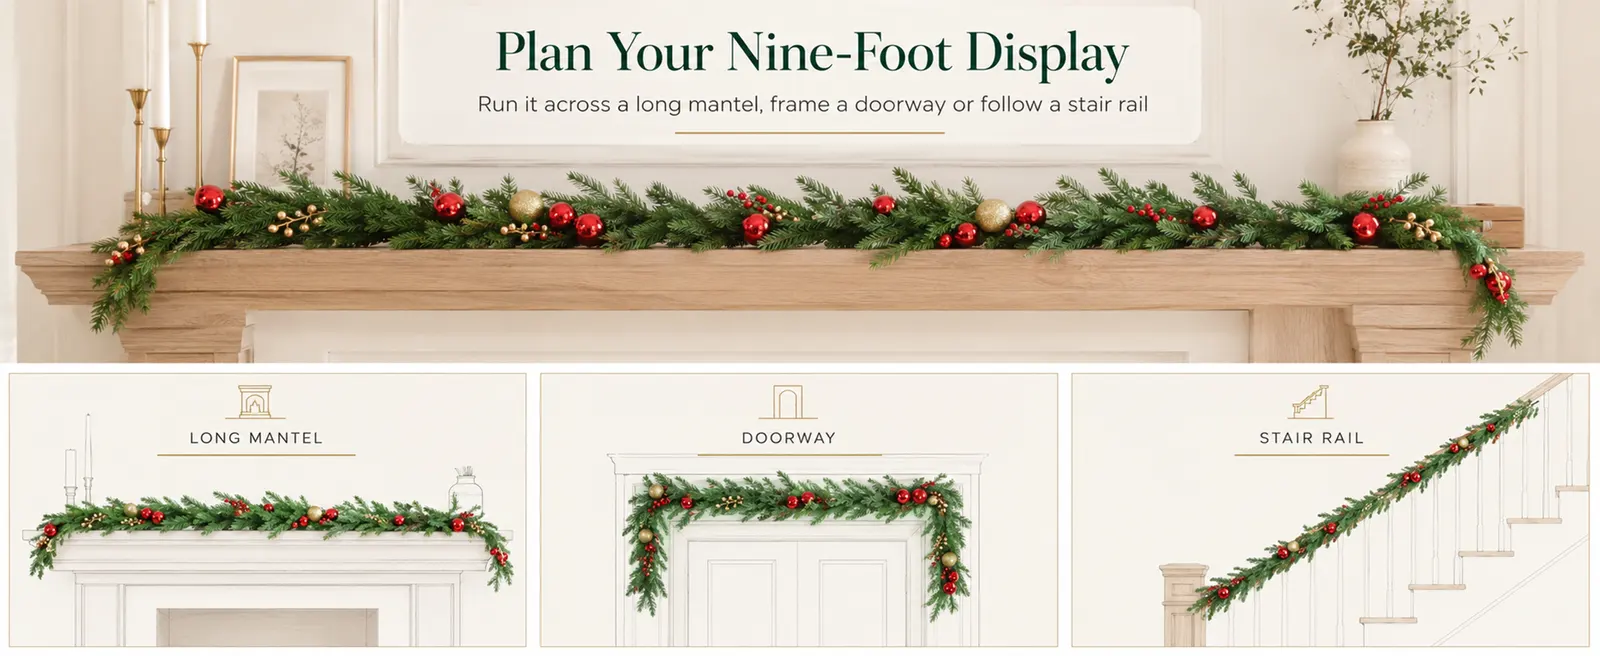 Plan Your Nine-Foot Display
Run it across a long mantel, frame a doorway or follow a stair rail
LONG MANTEL
DOORWAY
STAIR RAIL